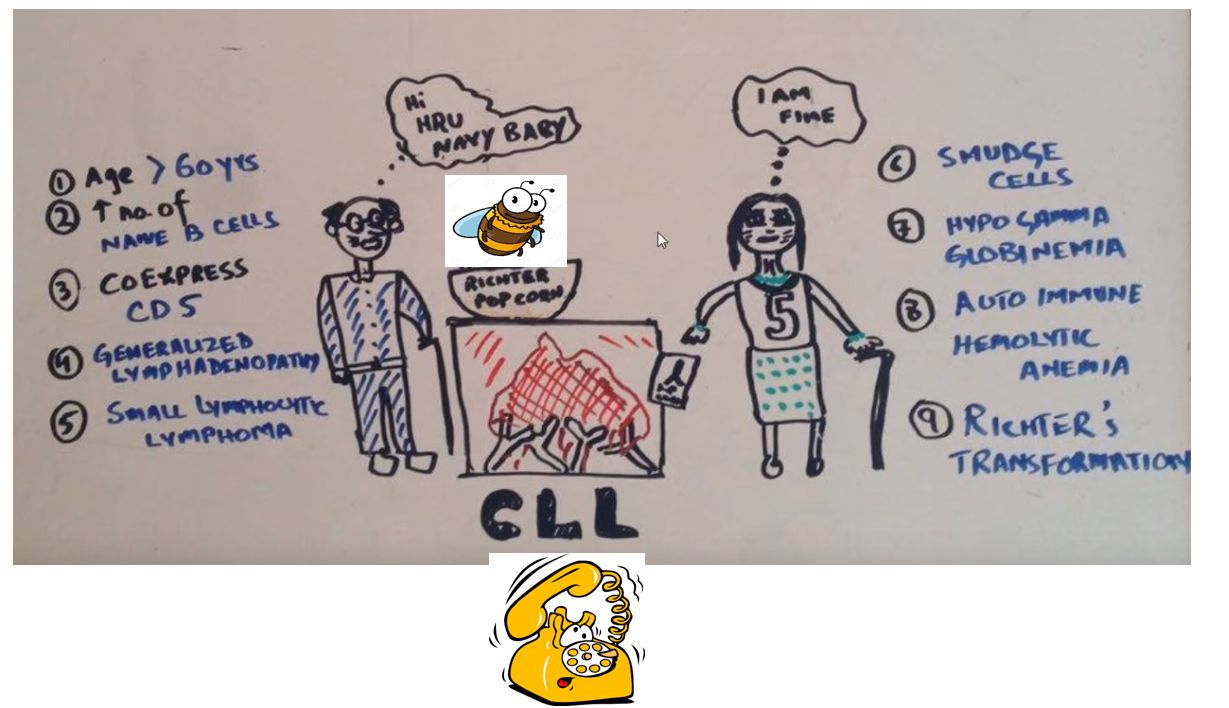 Hi
HRU
NAVY BABY
I AM
FINE
① Age > 60 yrs
② ↑ no. of
NAIVE B CELLS
③ COEXPRESS
CD5
④ GENERALIZED
LYMPHADENOPATHY
⑤ SMALL LYMPHOCYTIC
LYMPHOMA
RICHTER
POPCORN
5
CLL
⑥ SMUDGE
CELLS
⑦ HYPO GAMMA
GLOBINEMIA
⑧ AUTO IMMUNE
HEMOLYTIC
ANEMIA
⑨ RICHTER'S
TRANSFORMATION